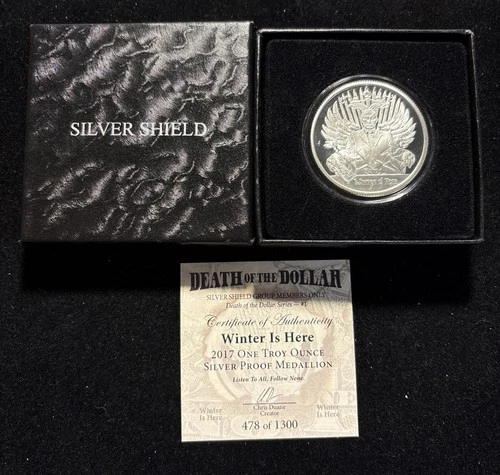 SILVER SHIELD
DEATH OF THE DOLLAR
SILVER SHIELD GROUP MEMBERS ONLY
Death of the Dollar Series — #1
Certificate of Authenticity
Winter Is Here
2017 ONE TROY OUNCE
SILVER PROOF MEDALLION
Listen To All, Follow None.
Chris Duane
Creator
Winter
Is Here
Winter
Is Here
478 of 1300